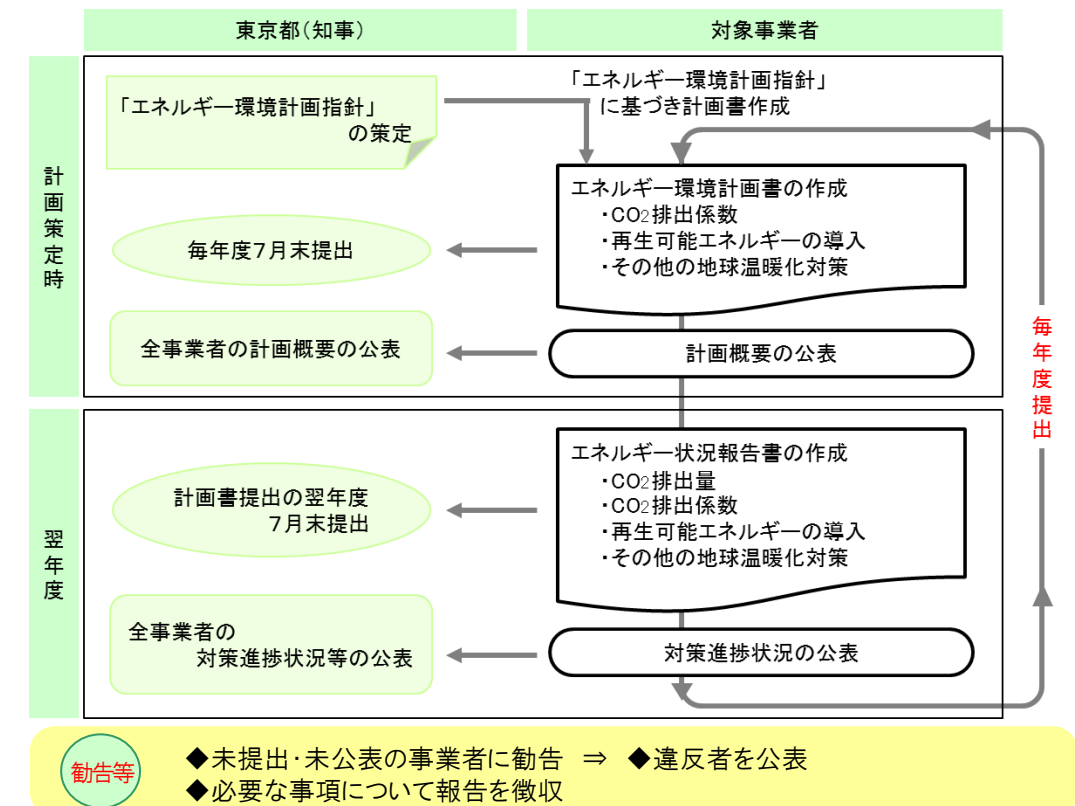 東京都(知事)
対象事業者
計画策定時
「エネルギー環境計画指針」
の策定
「エネルギー環境計画指針」
に基づき計画書作成
エネルギー環境計画書の作成
・CO2排出係数
・再生可能エネルギーの導入
・その他の地球温暖化対策
毎年度7月末提出
全事業者の計画概要の公表
計画概要の公表
毎年度提出
翌年度
エネルギー状況報告書の作成
・CO2排出量
・CO2排出係数
・再生可能エネルギーの導入
・その他の地球温暖化対策
計画書提出の翌年度
7月末提出
全事業者の
対策進捗状況等の公表
対策進捗状況の公表
勧告等
◆未提出・未公表の事業者に勧告 ⇒ ◆違反者を公表
◆必要な事項について報告を徴収